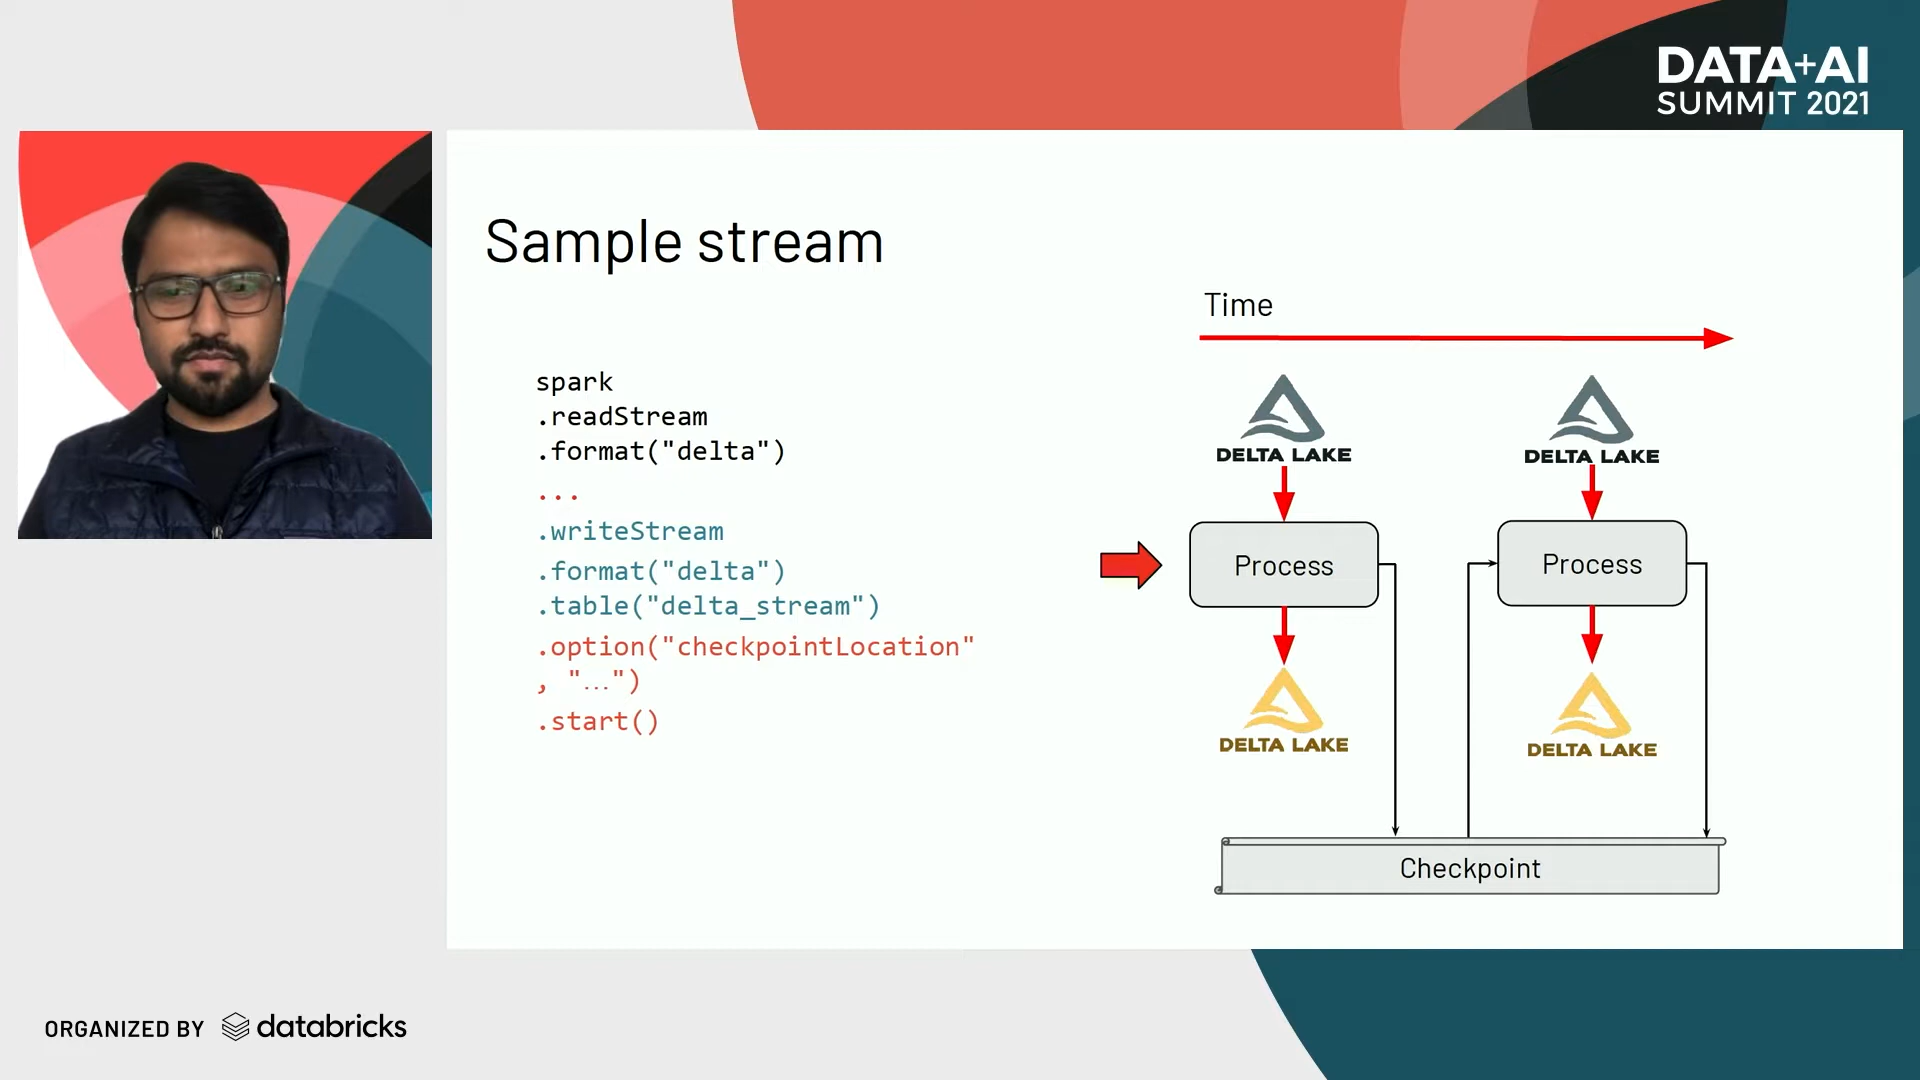 DATA+AI
SUMMIT 2021
Sample stream
spark
.readStream
.format("delta")
...
.writeStream
.format("delta")
.table("delta_stream")
.option("checkpointLocation"
, "...")
.start()
Time
DELTA LAKE
DELTA LAKE
Process
Process
DELTA LAKE
DELTA LAKE
Checkpoint
ORGANIZED BY databricks